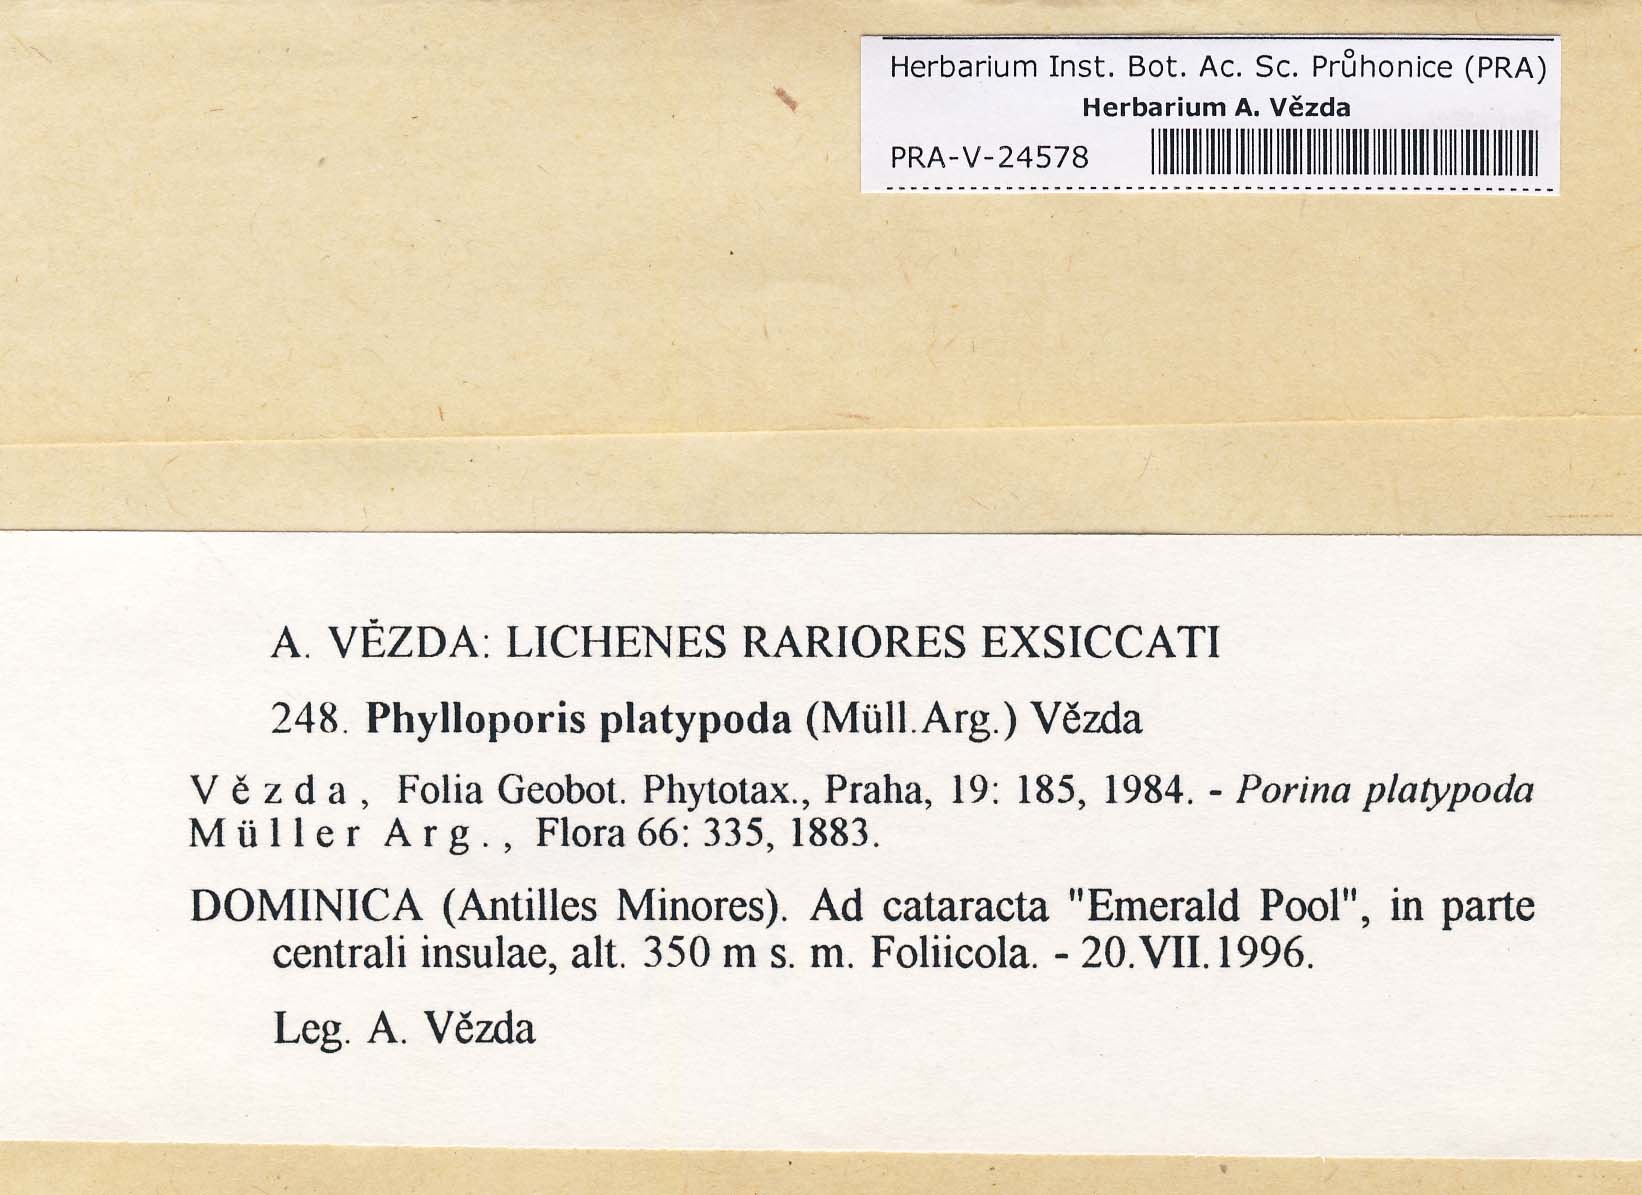 Herbarium Inst. Bot. Ac. Sc. Průhonice (PRA)
Herbarium A. Vězda
PRA-V-24578
A. VĚZDA: LICHENES RARIORES EXSICCATI
248. Phylloporis platypoda (Müll.Arg.) Vězda
Vězda, Folia Geobot. Phytotax., Praha, 19: 185, 1984. - Porina platypoda
Müller Arg., Flora 66: 335, 1883.
DOMINICA (Antilles Minores). Ad cataracta "Emerald Pool", in parte
centrali insulae, alt. 350 m s. m. Foliicola. - 20.VII.1996.
Leg. A. Vězda